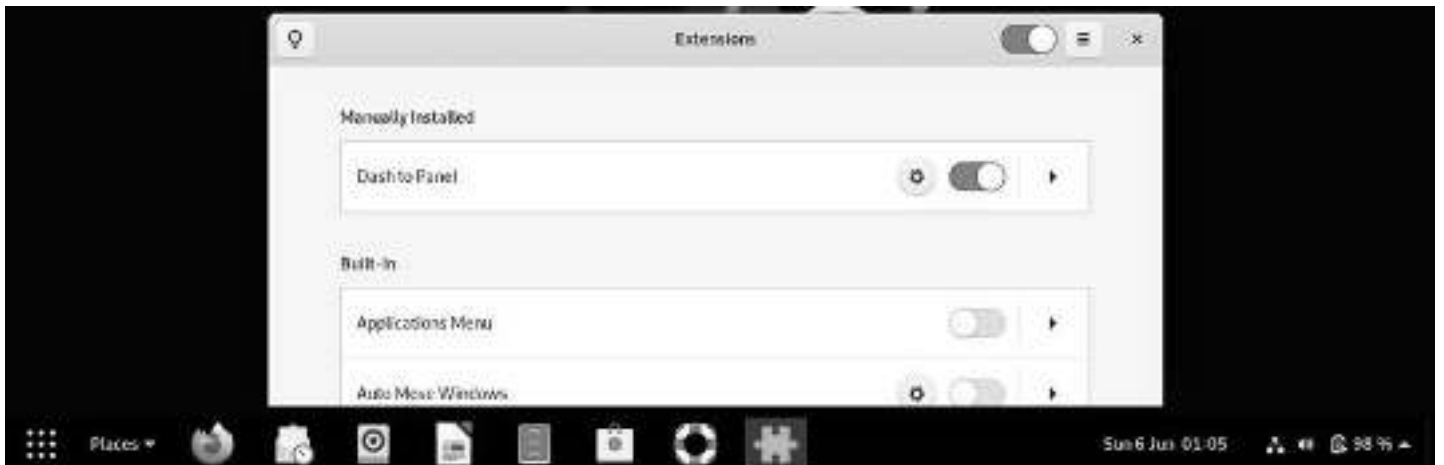 Extensions
Manually Installed
Dash to Panel
Built-In
Applications Menu
Auto Move Windows
Places
Sun 6 Jun 01:05
98 %